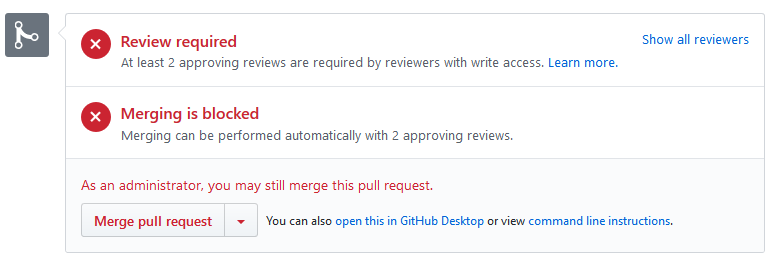 Review required
Show all reviewers
At least 2 approving reviews are required by reviewers with write access. Learn more.
Merging is blocked
Merging can be performed automatically with 2 approving reviews.
As an administrator, you may still merge this pull request.
Merge pull request
You can also open this in GitHub Desktop or view command line instructions.